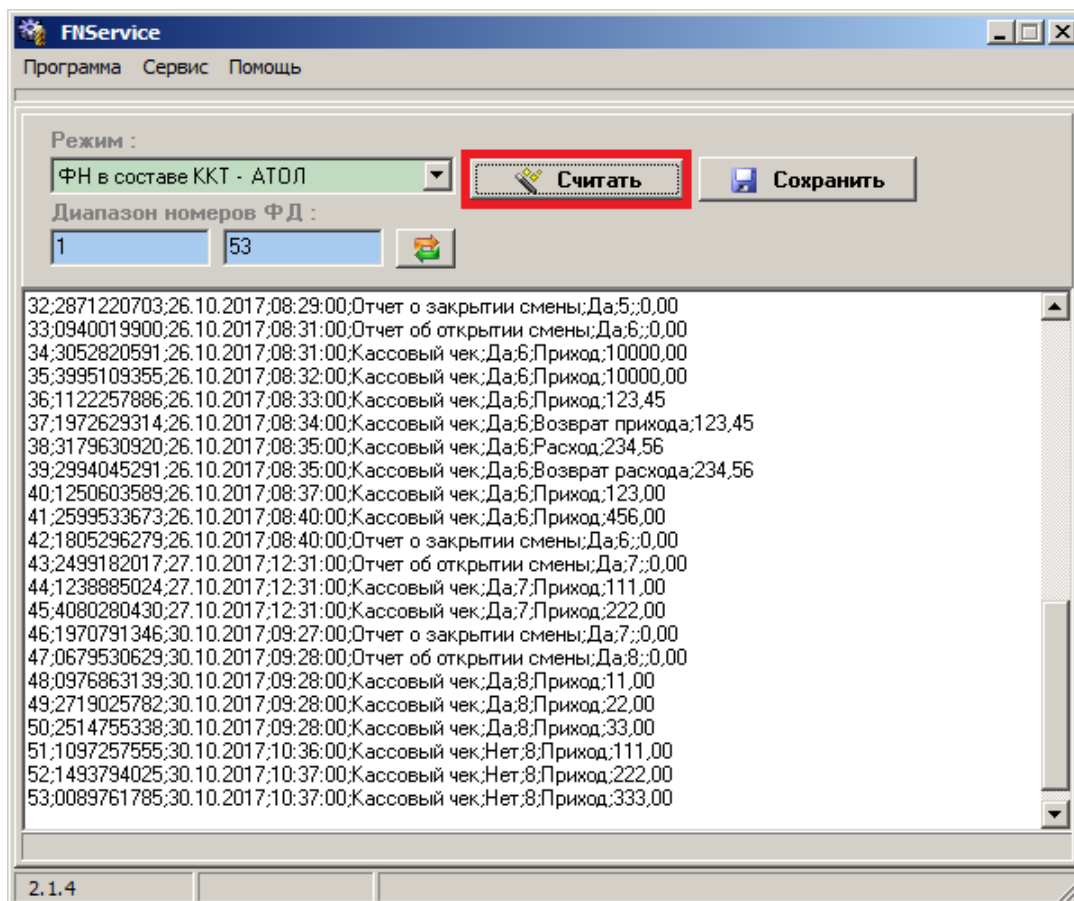 FNService
Программа Сервис Помощь
Режим :
ФН в составе ККТ - АТОЛ Считать Сохранить
Диапазон номеров ФД :
1 53
32;2871220703;26.10.2017;08:29:00;Отчет о закрытии смены;Да;5;;0,00
33;0940019900;26.10.2017;08:31:00;Отчет об открытии смены;Да;6;;0,00
34;3052820591;26.10.2017;08:31:00;Кассовый чек;Да;6;Приход;10000,00
35;3995109355;26.10.2017;08:32:00;Кассовый чек;Да;6;Приход;10000,00
36;1122257886;26.10.2017;08:33:00;Кассовый чек;Да;6;Приход;123,45
37;1972629314;26.10.2017;08:34:00;Кассовый чек;Да;6;Возврат прихода;123,45
38;3179630920;26.10.2017;08:35:00;Кассовый чек;Да;6;Расход;234,56
39;2994045291;26.10.2017;08:35:00;Кассовый чек;Да;6;Возврат расхода;234,56
40;1250603589;26.10.2017;08:37:00;Кассовый чек;Да;6;Приход;123,00
41;2599533673;26.10.2017;08:40:00;Кассовый чек;Да;6;Приход;456,00
42;1805296279;26.10.2017;08:40:00;Отчет о закрытии смены;Да;6;;0,00
43;2499182017;27.10.2017;12:31:00;Отчет об открытии смены;Да;7;;0,00
44;1238885024;27.10.2017;12:31:00;Кассовый чек;Да;7;Приход;111,00
45;4080280430;27.10.2017;12:31:00;Кассовый чек;Да;7;Приход;222,00
46;1970791346;30.10.2017;09:27:00;Отчет о закрытии смены;Да;7;;0,00
47;0679530629;30.10.2017;09:28:00;Отчет об открытии смены;Да;8;;0,00
48;0976863139;30.10.2017;09:28:00;Кассовый чек;Да;8;Приход;11,00
49;2719025782;30.10.2017;09:28:00;Кассовый чек;Да;8;Приход;22,00
50;2514755338;30.10.2017;09:28:00;Кассовый чек;Да;8;Приход;33,00
51;1097257555;30.10.2017;10:36:00;Кассовый чек;Нет;8;Приход;111,00
52;1493794025;30.10.2017;10:37:00;Кассовый чек;Нет;8;Приход;222,00
53;0089761785;30.10.2017;10:37:00;Кассовый чек;Нет;8;Приход;333,00
2.1.4